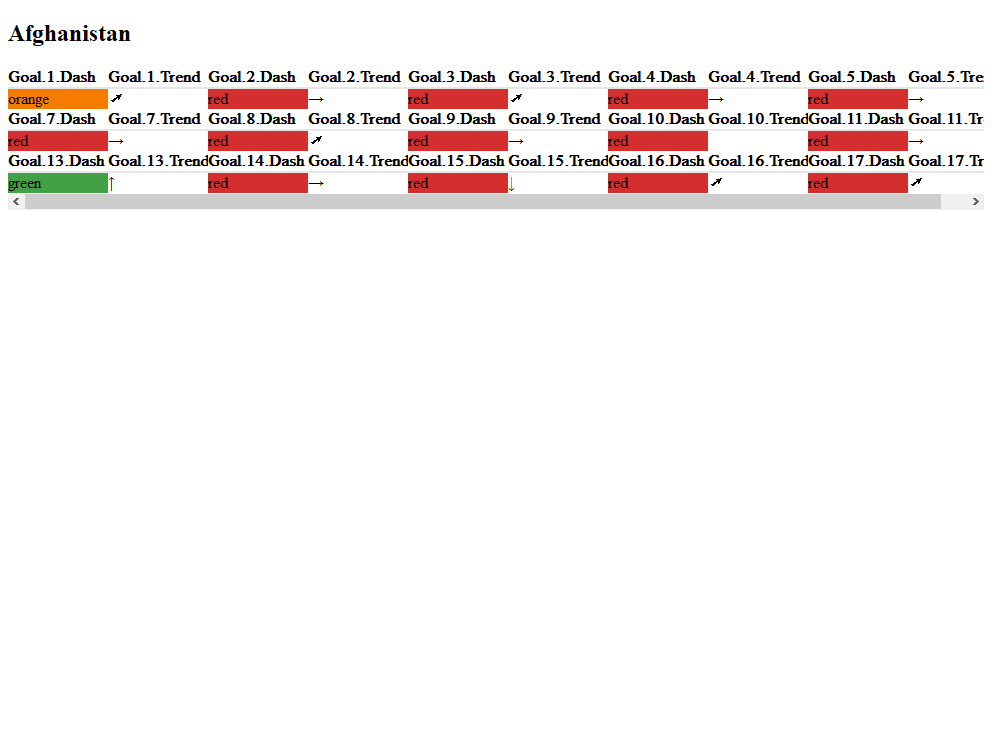 Afghanistan
Goal.1.Dash Goal.1.Trend Goal.2.Dash Goal.2.Trend Goal.3.Dash Goal.3.Trend Goal.4.Dash Goal.4.Trend Goal.5.Dash Goal.5.Tre
orange ➚ red → red ➚ red → red →
Goal.7.Dash Goal.7.Trend Goal.8.Dash Goal.8.Trend Goal.9.Dash Goal.9.Trend Goal.10.Dash Goal.10.Trend Goal.11.Dash Goal.11.Tr
red → red ➚ red → red red →
Goal.13.Dash Goal.13.Trend Goal.14.Dash Goal.14.Trend Goal.15.Dash Goal.15.Trend Goal.16.Dash Goal.16.Trend Goal.17.Dash Goal.17.Tr
green ↑ red → red ↓ red ➚ red ➚